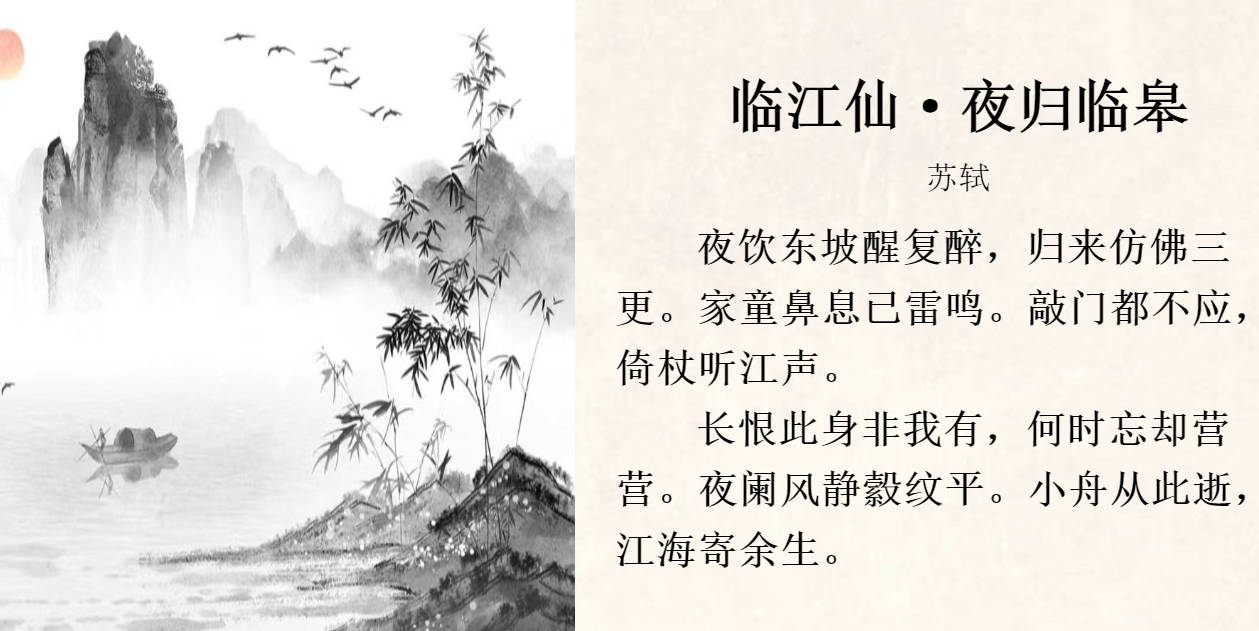 临江仙·夜归临皋
苏轼
夜饮东坡醒复醉，归来仿佛三
更。家童鼻息已雷鸣。敲门都不应，
倚杖听江声。
长恨此身非我有，何时忘却营
营。夜阑风静縠纹平。小舟从此逝，
江海寄余生。